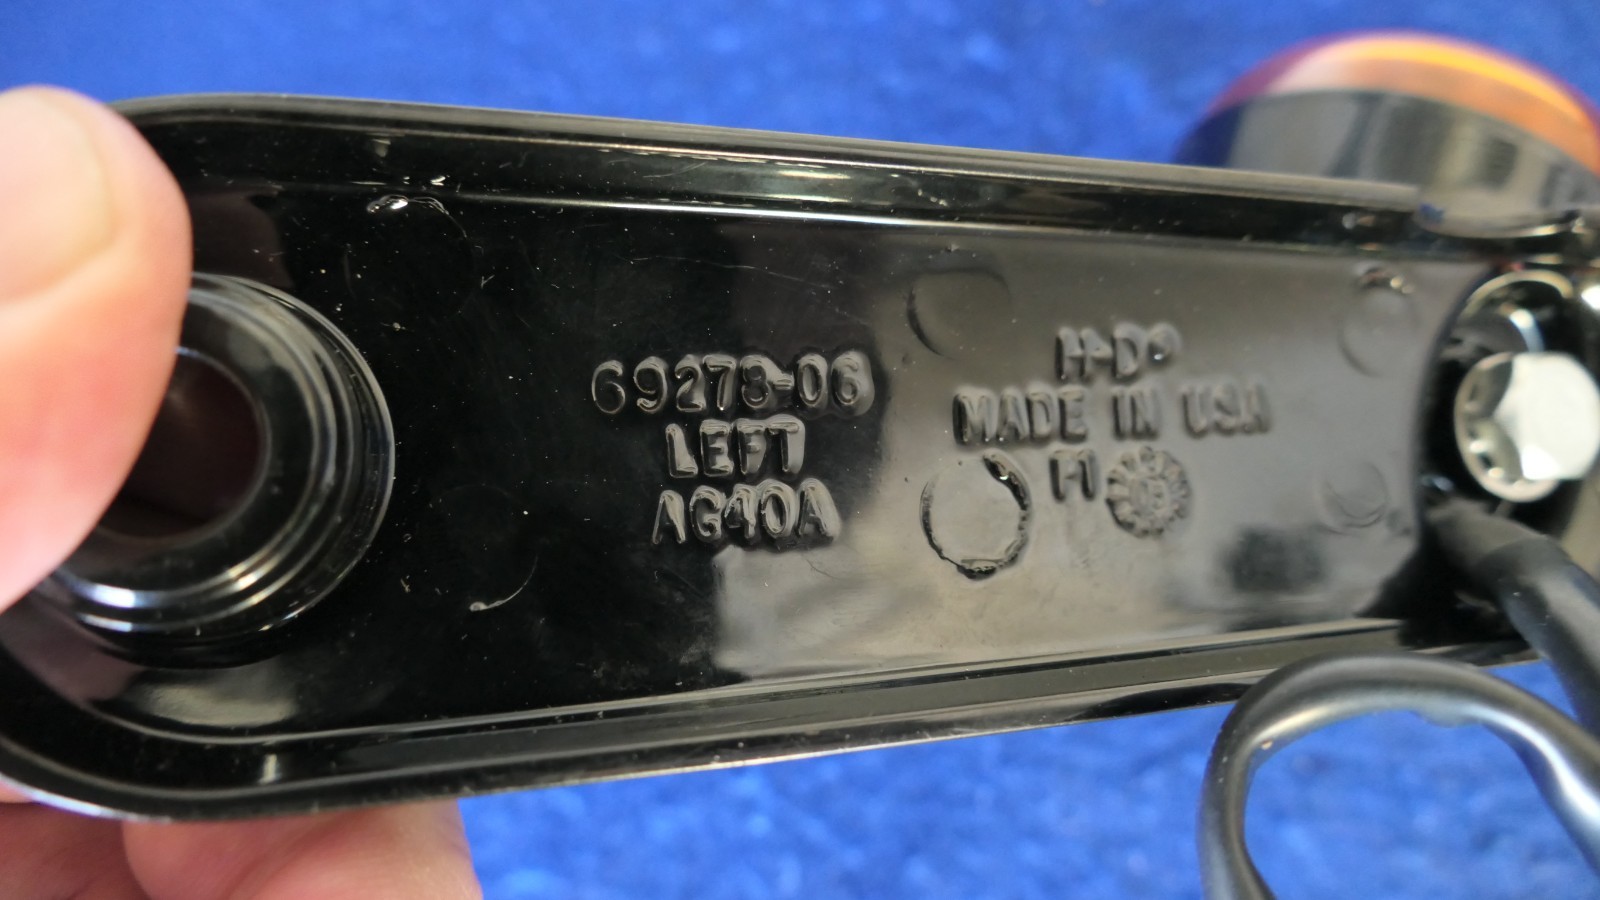 69278-06
LEFT
AG40A
H-D®
MADE IN USA